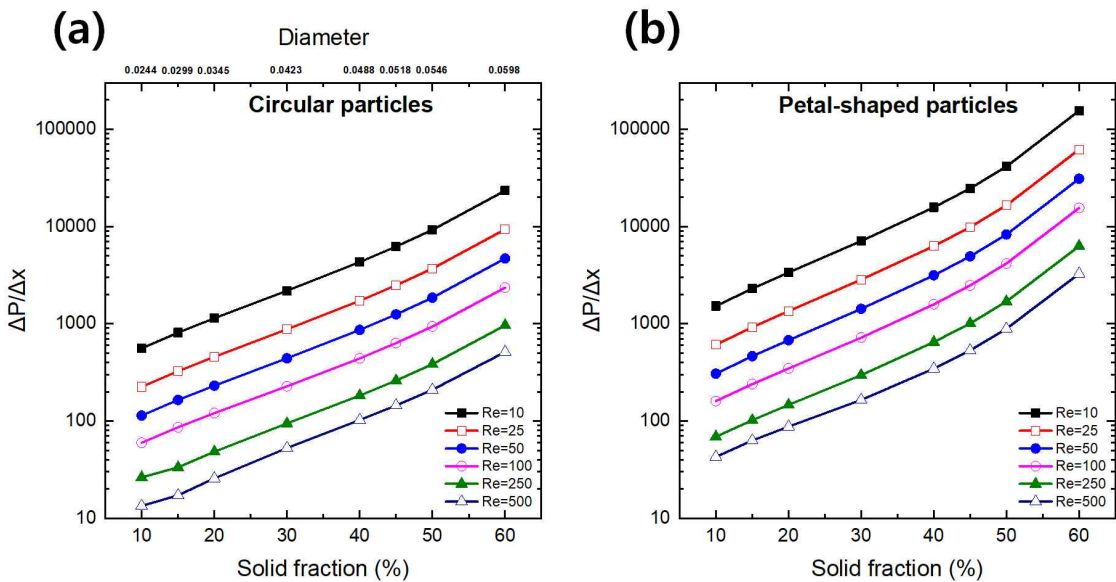 (a)
Diameter
0.0244 0.0299 0.0345 0.0423 0.0488 0.0518 0.0546 0.0598
Circular particles
100000
10000
1000
100
10
ΔP/Δx
Re=10
Re=25
Re=50
Re=100
Re=250
Re=500
10 20 30 40 50 60
Solid fraction (%)
(b)
Petal-shaped particles
100000
10000
1000
100
10
ΔP/Δx
Re=10
Re=25
Re=50
Re=100
Re=250
Re=500
10 20 30 40 50 60
Solid fraction (%)